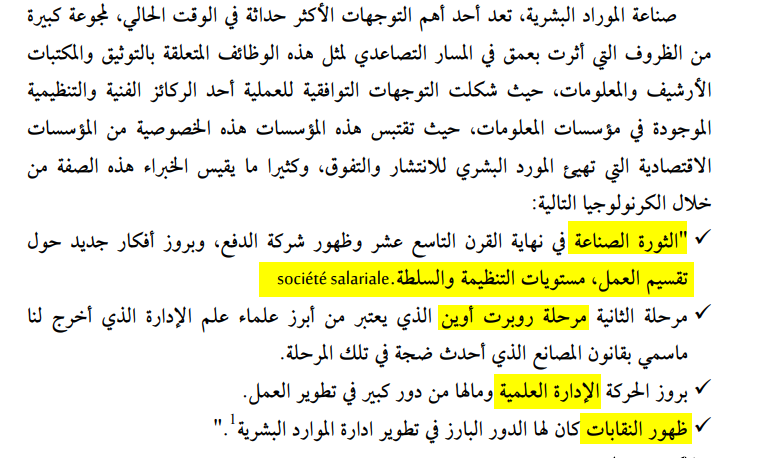 صناعة الموراد البشرية، تعد أحد أهم التوجهات الأكثر حداثة في الوقت الحالي، لمجموعة كبيرة
من الظروف التي أثرت بعمق في المسار التصاعدي لمثل هذه الوظائف المتعلقة بالتوثيق والمكتبات
الأرشيف والمعلومات، حيث شكلت التوجهات التوافقية للعملية أحد الركائز الفنية والتنظيمية
الموجودة في مؤسسات المعلومات، حيث تقتبس هذه المؤسسات هذه الخصوصية من المؤسسات
الاقتصادية التي تهيئ المورد البشري للانتشار والتفوق، وكثيرا ما يقيس الخبراء هذه الصفة من
خلال الكرنولوجيا التالية:
✓ "الثورة الصناعة في نهاية القرن التاسع عشر وظهور شركة الدفع، وبروز أفكار جديد حول
تقسيم العمل، مستويات التنظيمة والسلطة.société salariale
✓ مرحلة الثانية مرحلة روبرت أوين الذي يعتبر من أبرز علماء علم الإدارة الذي أخرج لنا
ماسمي بقانون المصانع الذي أحدث ضجة في تلك المرحلة.
✓ بروز الحركة الإدارة العلمية ومالها من دور كبير في تطوير العمل.
✓ ظهور النقابات كان لها الدور البارز في تطوير ادارة الموارد البشرية1."